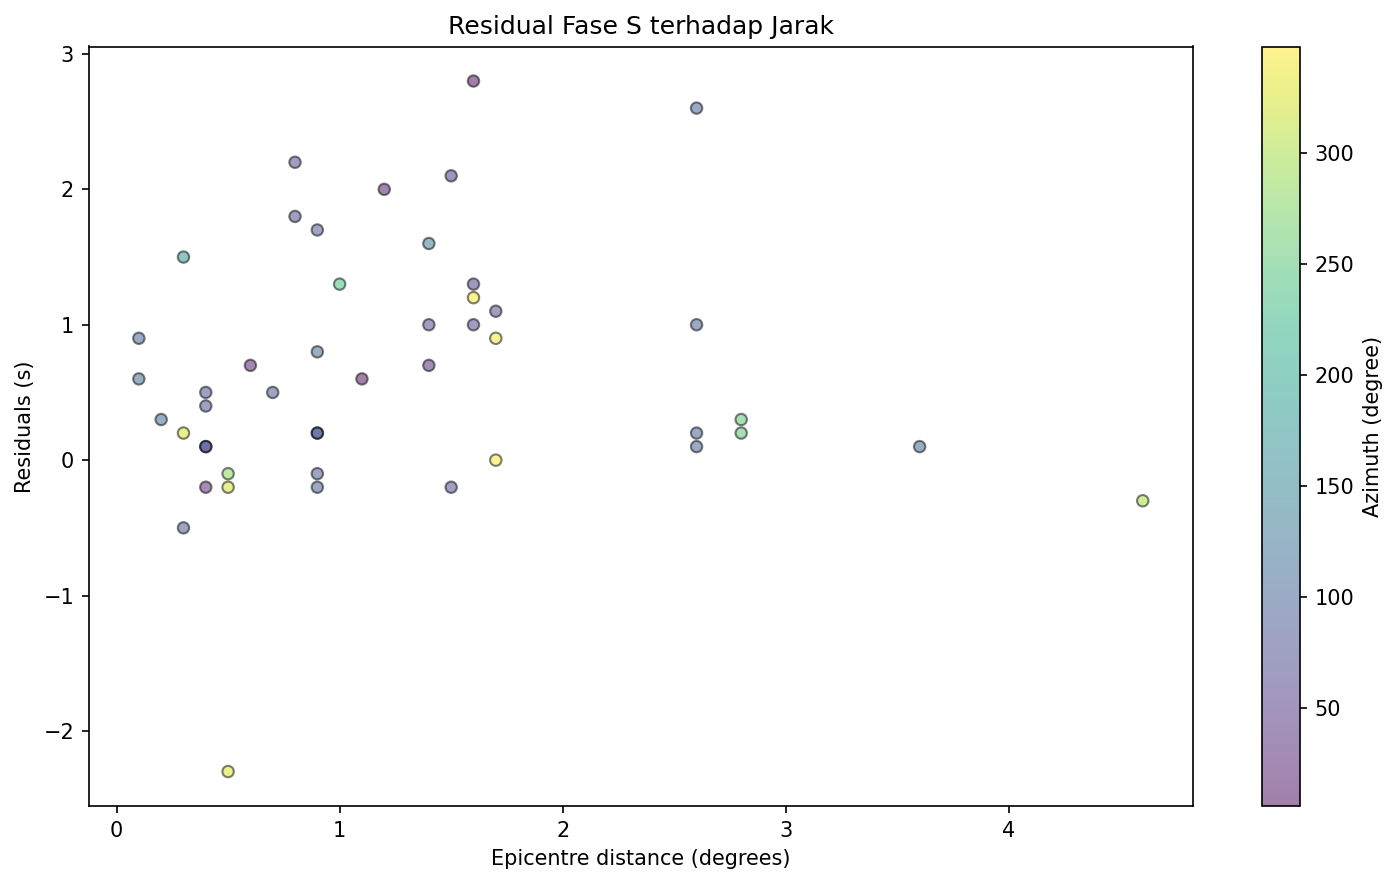 Residual Fase S terhadap Jarak
3
2
1
0
−1
−2
Residuals (s)
0 1 2 3 4
Epicentre distance (degrees)
300
250
200
150
100
50
Azimuth (degree)